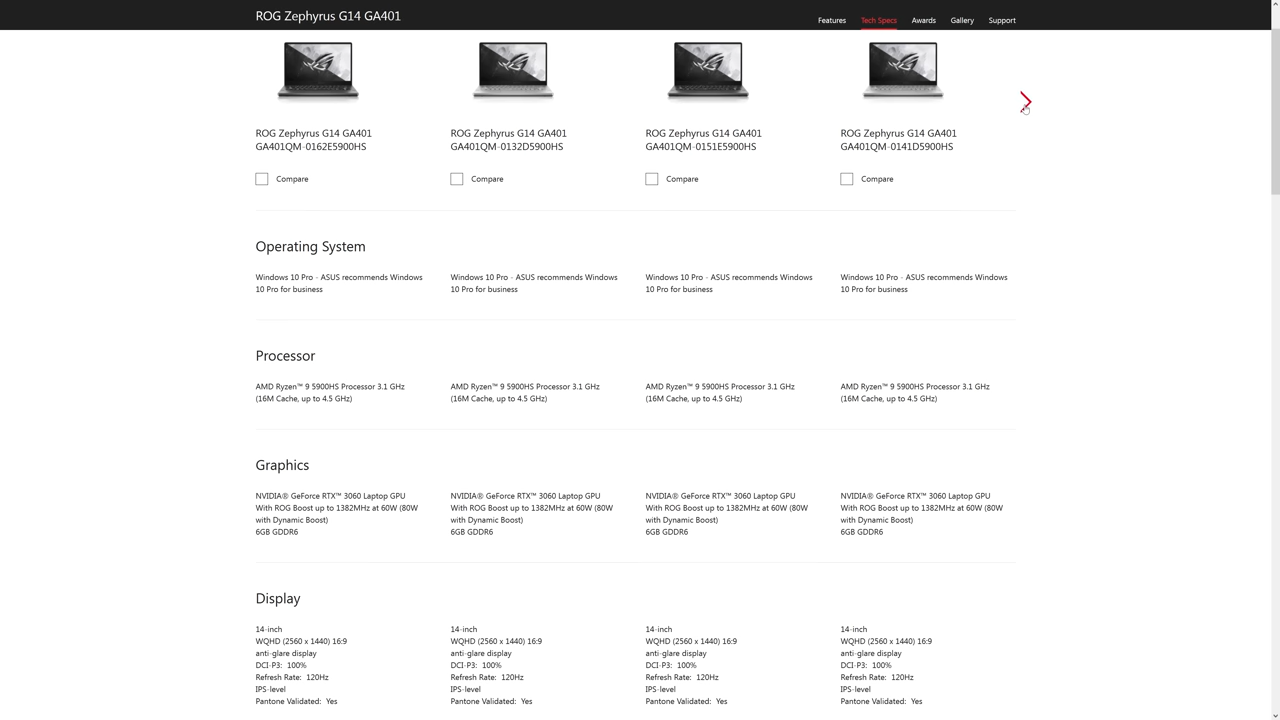 ROG Zephyrus G14 GA401
Features
Tech Specs
Awards
Gallery
Support
ROG Zephyrus G14 GA401
GA401QM-0162E5900HS
ROG Zephyrus G14 GA401
GA401QM-0132D5900HS
ROG Zephyrus G14 GA401
GA401QM-0151E5900HS
ROG Zephyrus G14 GA401
GA401QM-0141D5900HS
Compare
Compare
Compare
Compare
Operating System
Windows 10 Pro - ASUS recommends Windows
10 Pro for business
Windows 10 Pro - ASUS recommends Windows
10 Pro for business
Windows 10 Pro - ASUS recommends Windows
10 Pro for business
Windows 10 Pro - ASUS recommends Windows
10 Pro for business
Processor
AMD Ryzen™ 9 5900HS Processor 3.1 GHz
(16M Cache, up to 4.5 GHz)
AMD Ryzen™ 9 5900HS Processor 3.1 GHz
(16M Cache, up to 4.5 GHz)
AMD Ryzen™ 9 5900HS Processor 3.1 GHz
(16M Cache, up to 4.5 GHz)
AMD Ryzen™ 9 5900HS Processor 3.1 GHz
(16M Cache, up to 4.5 GHz)
Graphics
NVIDIA® GeForce RTX™ 3060 Laptop GPU
With ROG Boost up to 1382MHz at 60W (80W
with Dynamic Boost)
6GB GDDR6
NVIDIA® GeForce RTX™ 3060 Laptop GPU
With ROG Boost up to 1382MHz at 60W (80W
with Dynamic Boost)
6GB GDDR6
NVIDIA® GeForce RTX™ 3060 Laptop GPU
With ROG Boost up to 1382MHz at 60W (80W
with Dynamic Boost)
6GB GDDR6
NVIDIA® GeForce RTX™ 3060 Laptop GPU
With ROG Boost up to 1382MHz at 60W (80W
with Dynamic Boost)
6GB GDDR6
Display
14-inch
WQHD (2560 x 1440) 16:9
anti-glare display
DCI-P3: 100%
Refresh Rate: 120Hz
IPS-level
Pantone Validated: Yes
14-inch
WQHD (2560 x 1440) 16:9
anti-glare display
DCI-P3: 100%
Refresh Rate: 120Hz
IPS-level
Pantone Validated: Yes
14-inch
WQHD (2560 x 1440) 16:9
anti-glare display
DCI-P3: 100%
Refresh Rate: 120Hz
IPS-level
Pantone Validated: Yes
14-inch
WQHD (2560 x 1440) 16:9
anti-glare display
DCI-P3: 100%
Refresh Rate: 120Hz
IPS-level
Pantone Validated: Yes